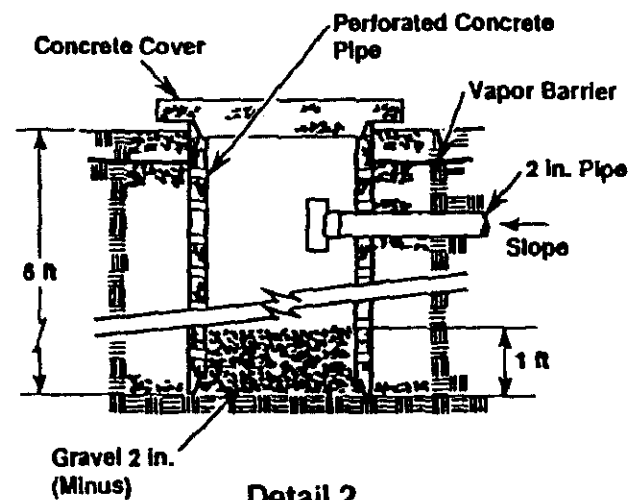 Perforated Concrete
Pipe
Concrete Cover
Vapor Barrier
2 in. Pipe
Slope
6 ft
1 ft
Gravel 2 in.
(Minus)
Detail 2